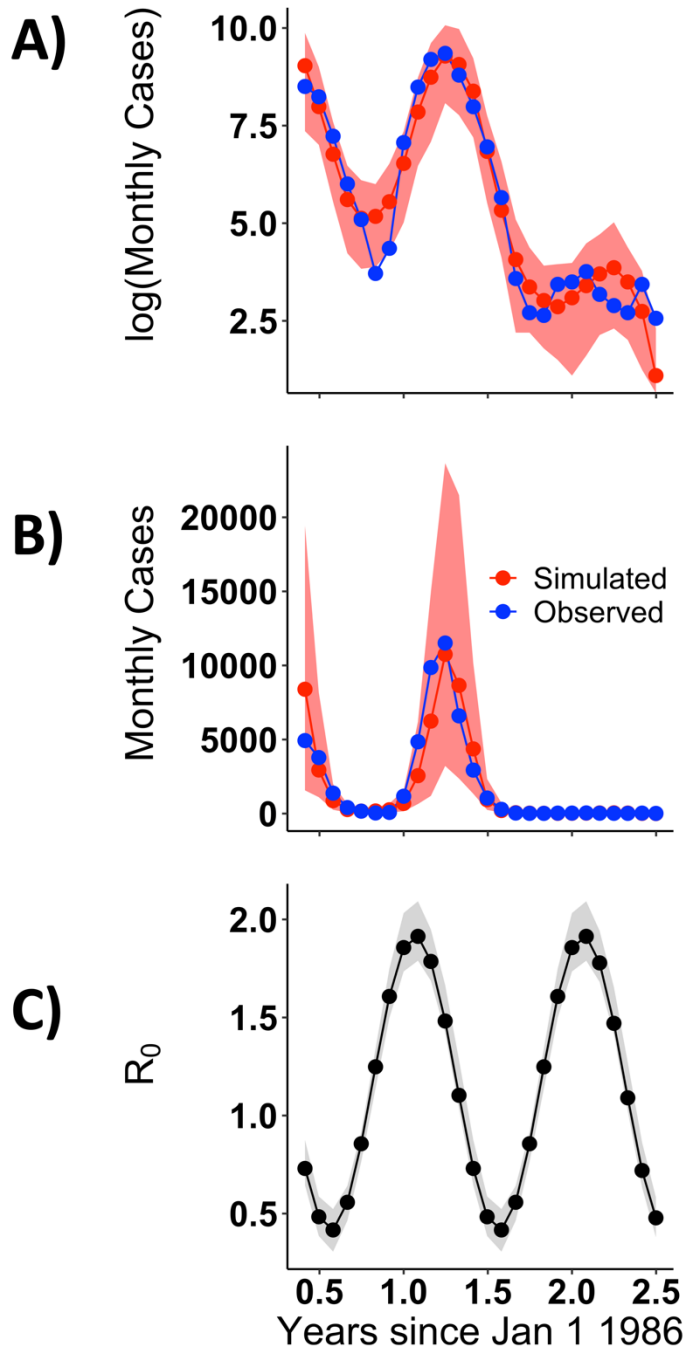 A)
log(Monthly Cases)
10.0
7.5
5.0
2.5
B)
Monthly Cases
20000
15000
10000
5000
0
Simulated
Observed
C)
R0
2.0
1.5
1.0
0.5
0.5 1.0 1.5 2.0 2.5
Years since Jan 1 1986